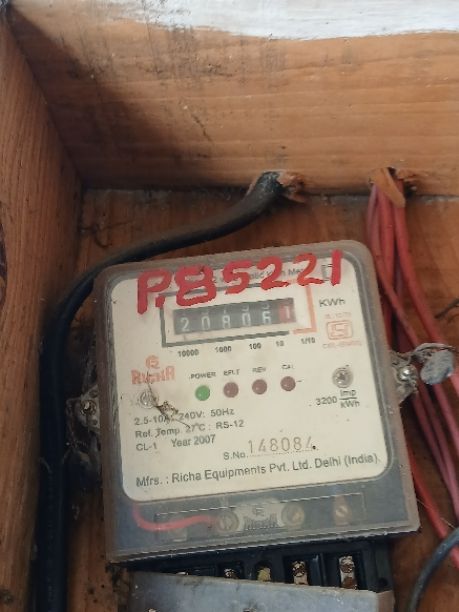 P.85221
KWh
20806 1
10000 1000 100 10 1/10
RICHA
POWER EFLT REV CAL
3200 Imp/kWh
2.5-10A, 240V: 50Hz
Ref. Temp. 27°C : RS-12
CL-1 Year 2007
S.No. 148084
Mfrs. : Richa Equipments Pvt. Ltd. Delhi (India)